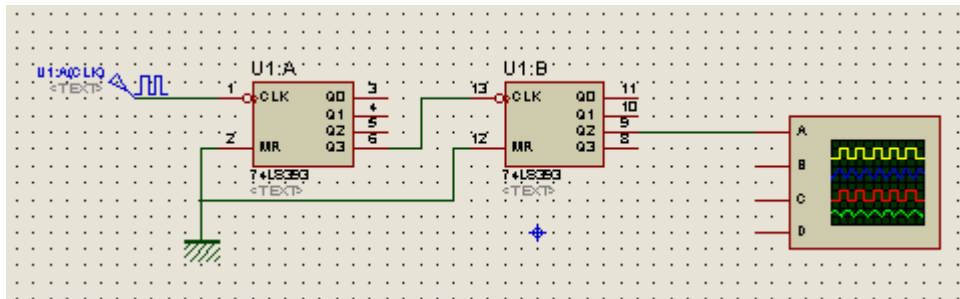 U1:A(CLK)
<TEXT>
U1:A
1
CLK
2
MR
Q0
3
Q1
4
Q2
5
Q3
6
74LS393
<TEXT>
U1:B
13
CLK
12
MR
Q0
11
Q1
10
Q2
9
Q3
8
74LS393
<TEXT>
A
B
C
D